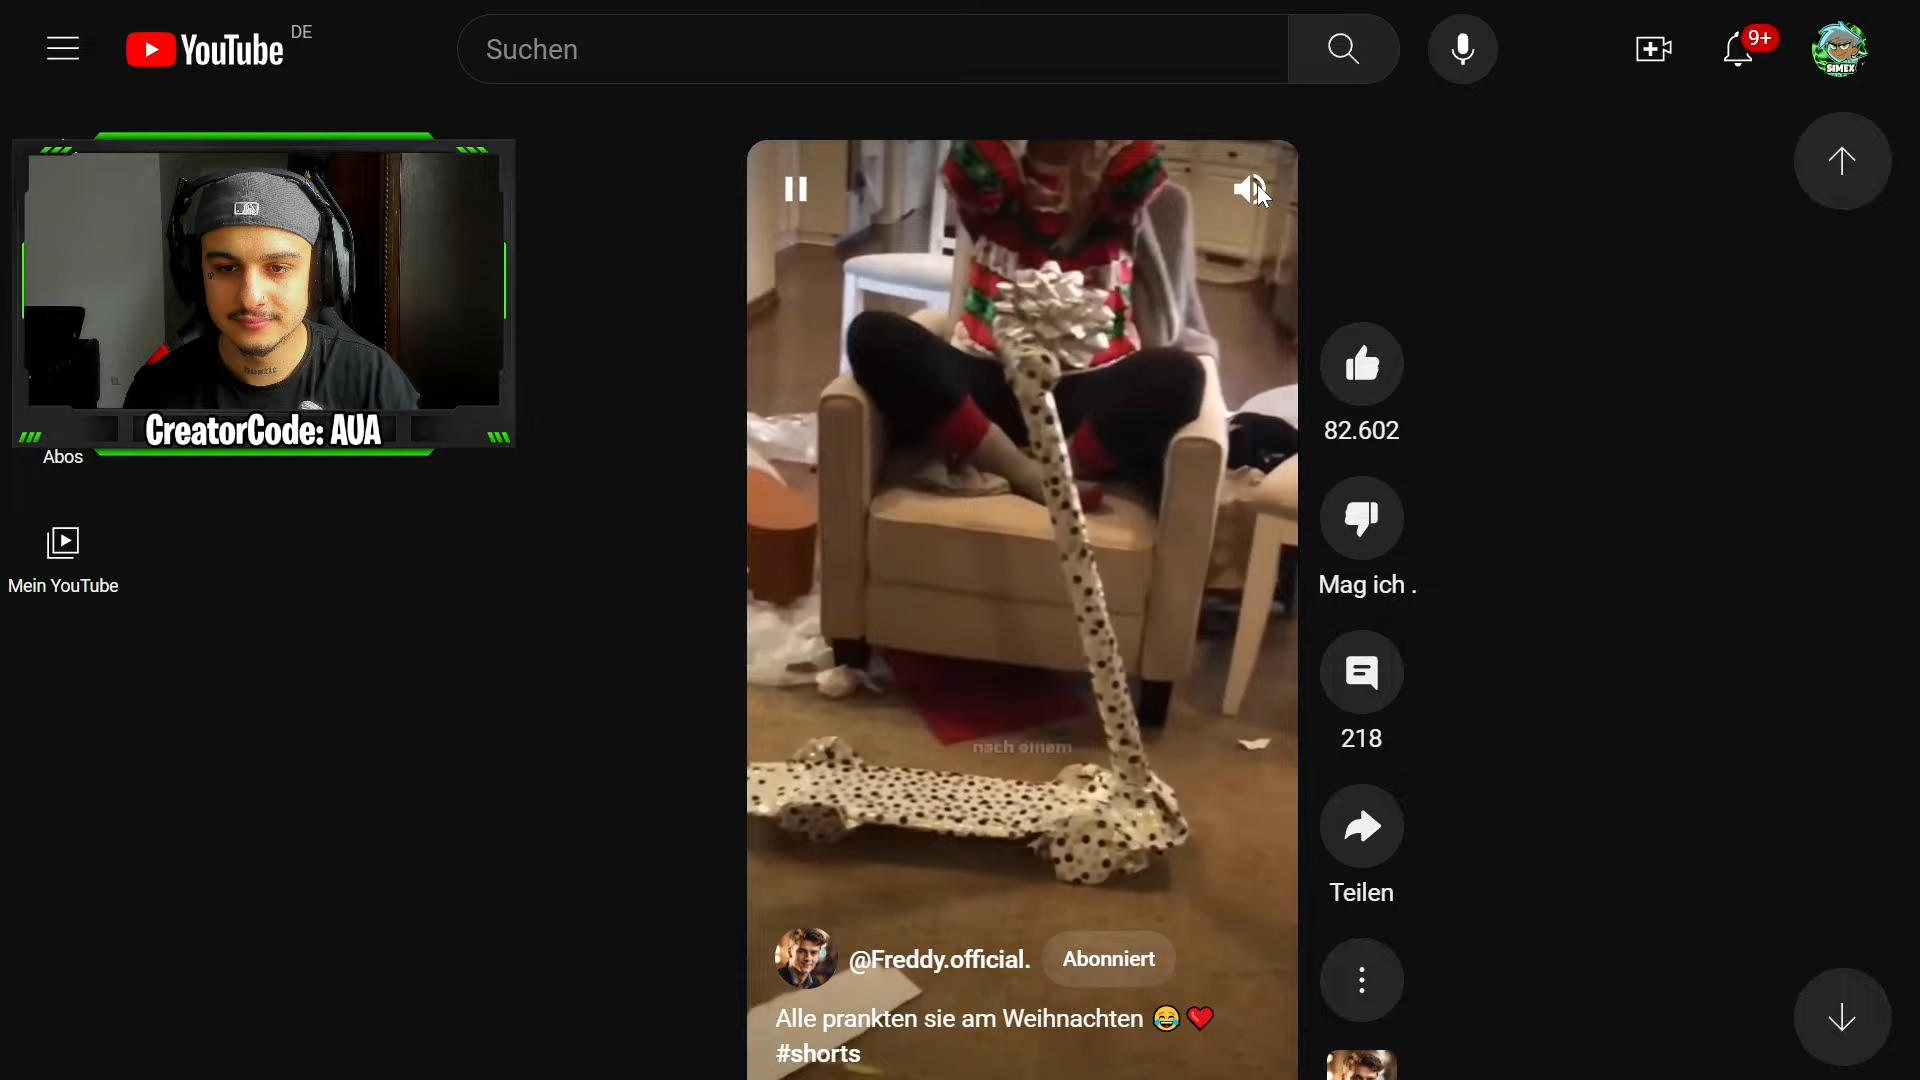 YouTube DE
Suchen
9+
SIMEX
hustle
CreatorCode: AUA
Abos
Mein YouTube
nach einem
82.602
Mag ich .
218
Teilen
@Freddy.official.
Abonniert
Alle prankten sie am Weihnachten 😂❤️
#shorts